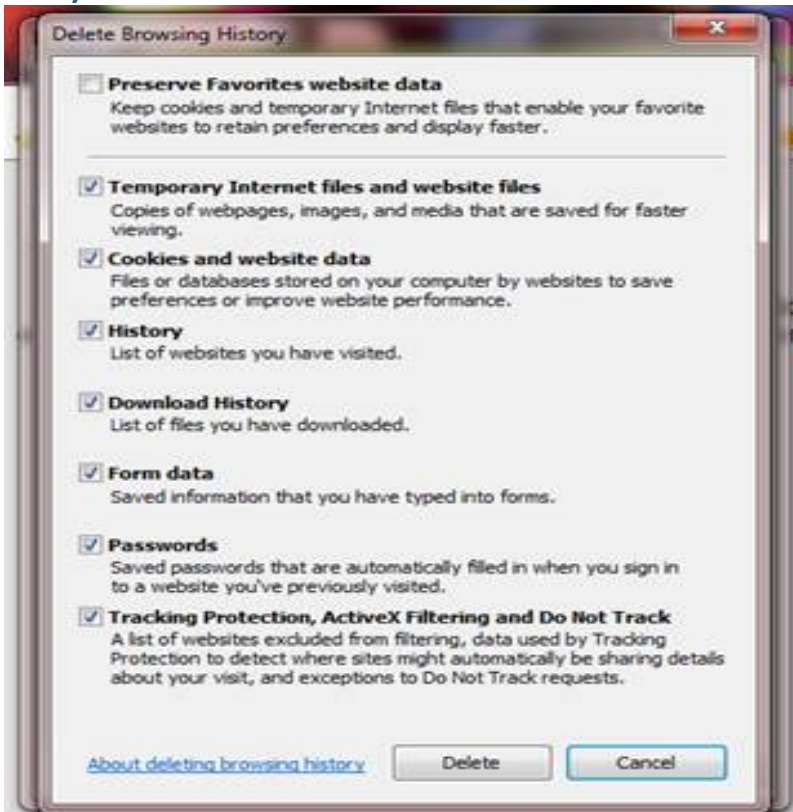 Delete Browsing History
Preserve Favorites website data
Keep cookies and temporary Internet files that enable your favorite
websites to retain preferences and display faster.
Temporary Internet files and website files
Copies of webpages, images, and media that are saved for faster
viewing.
Cookies and website data
Files or databases stored on your computer by websites to save
preferences or improve website performance.
History
List of websites you have visited.
Download History
List of files you have downloaded.
Form data
Saved information that you have typed into forms.
Passwords
Saved passwords that are automatically filled in when you sign in
to a website you've previously visited.
Tracking Protection, ActiveX Filtering and Do Not Track
A list of websites excluded from filtering, data used by Tracking
Protection to detect where sites might automatically be sharing details
about your visit, and exceptions to Do Not Track requests.
About deleting browsing history
Delete
Cancel